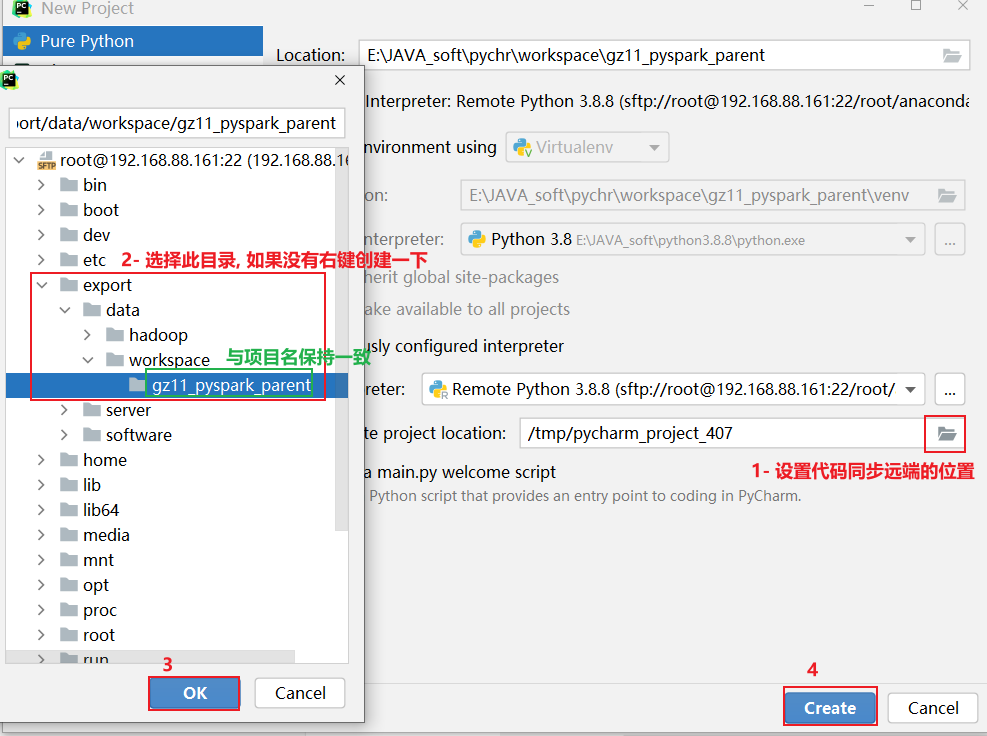 New Project
Pure Python
Location: E:\JAVA_soft\pychr\workspace\gz11_pyspark_parent
Interpreter: Remote Python 3.8.8 (sftp://root@192.168.88.161:22/root/anacond
nvironment using Virtualenv
on: E:\JAVA_soft\pychr\workspace\gz11_pyspark_parent\venv
nterpreter: Python 3.8 E:\JAVA_soft\python3.8.8\python.exe
...
herit global site-packages
ake available to all projects
usly configured interpreter
reter: Remote Python 3.8.8 (sftp://root@192.168.88.161:22/root/
...
te project location: /tmp/pycharm_project_407
1- 设置代码同步远端的位置
a main.py welcome script
Python script that provides an entry point to coding in PyCharm.
4
Create
Cancel
ort/data/workspace/gz11_pyspark_parent
root@192.168.88.161:22 (192.168.88.16
SFTP
bin
boot
dev
etc
2- 选择此目录, 如果没有右键创建一下
export
data
hadoop
workspace
与项目名保持一致
gz11_pyspark_parent
server
software
home
lib
lib64
media
mnt
opt
proc
root
run
3
OK
Cancel